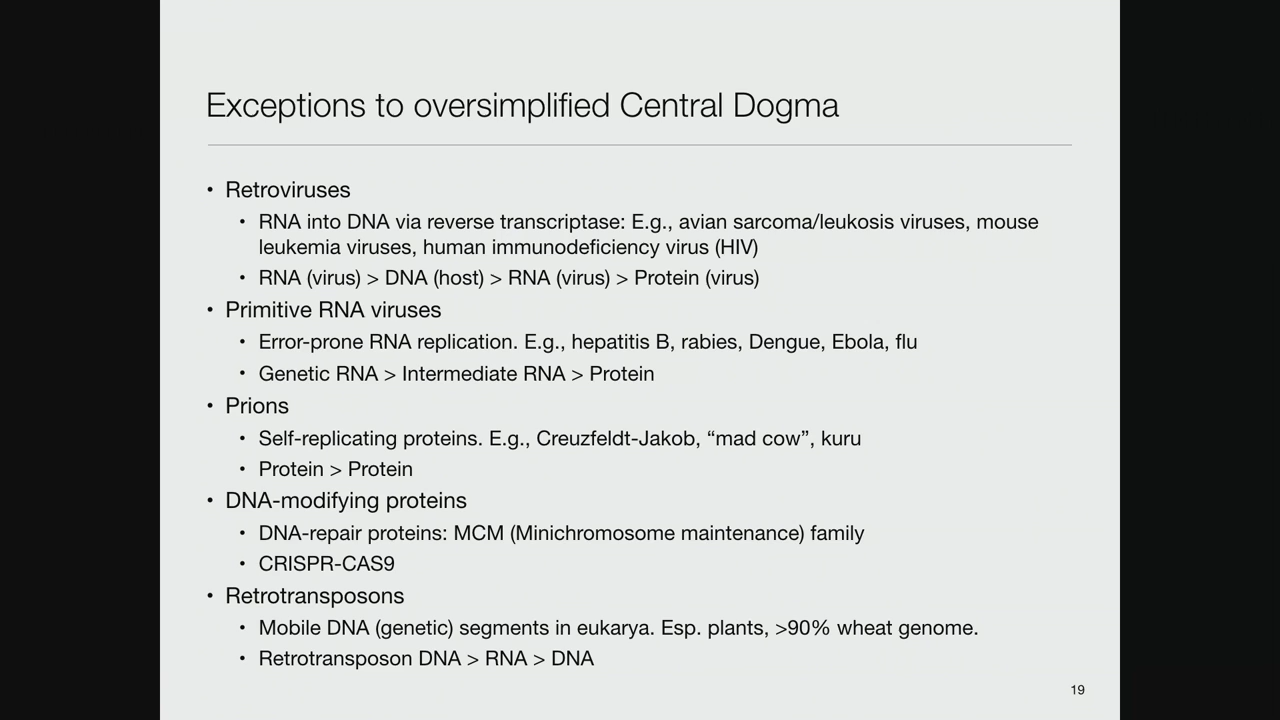 Exceptions to oversimplified Central Dogma
• Retroviruses
• RNA into DNA via reverse transcriptase: E.g., avian sarcoma/leukosis viruses, mouse
leukemia viruses, human immunodeficiency virus (HIV)
• RNA (virus) > DNA (host) > RNA (virus) > Protein (virus)
• Primitive RNA viruses
• Error-prone RNA replication. E.g., hepatitis B, rabies, Dengue, Ebola, flu
• Genetic RNA > Intermediate RNA > Protein
• Prions
• Self-replicating proteins. E.g., Creuzfeldt-Jakob, “mad cow”, kuru
• Protein > Protein
• DNA-modifying proteins
• DNA-repair proteins: MCM (Minichromosome maintenance) family
• CRISPR-CAS9
• Retrotransposons
• Mobile DNA (genetic) segments in eukarya. Esp. plants, >90% wheat genome.
• Retrotransposon DNA > RNA > DNA
19